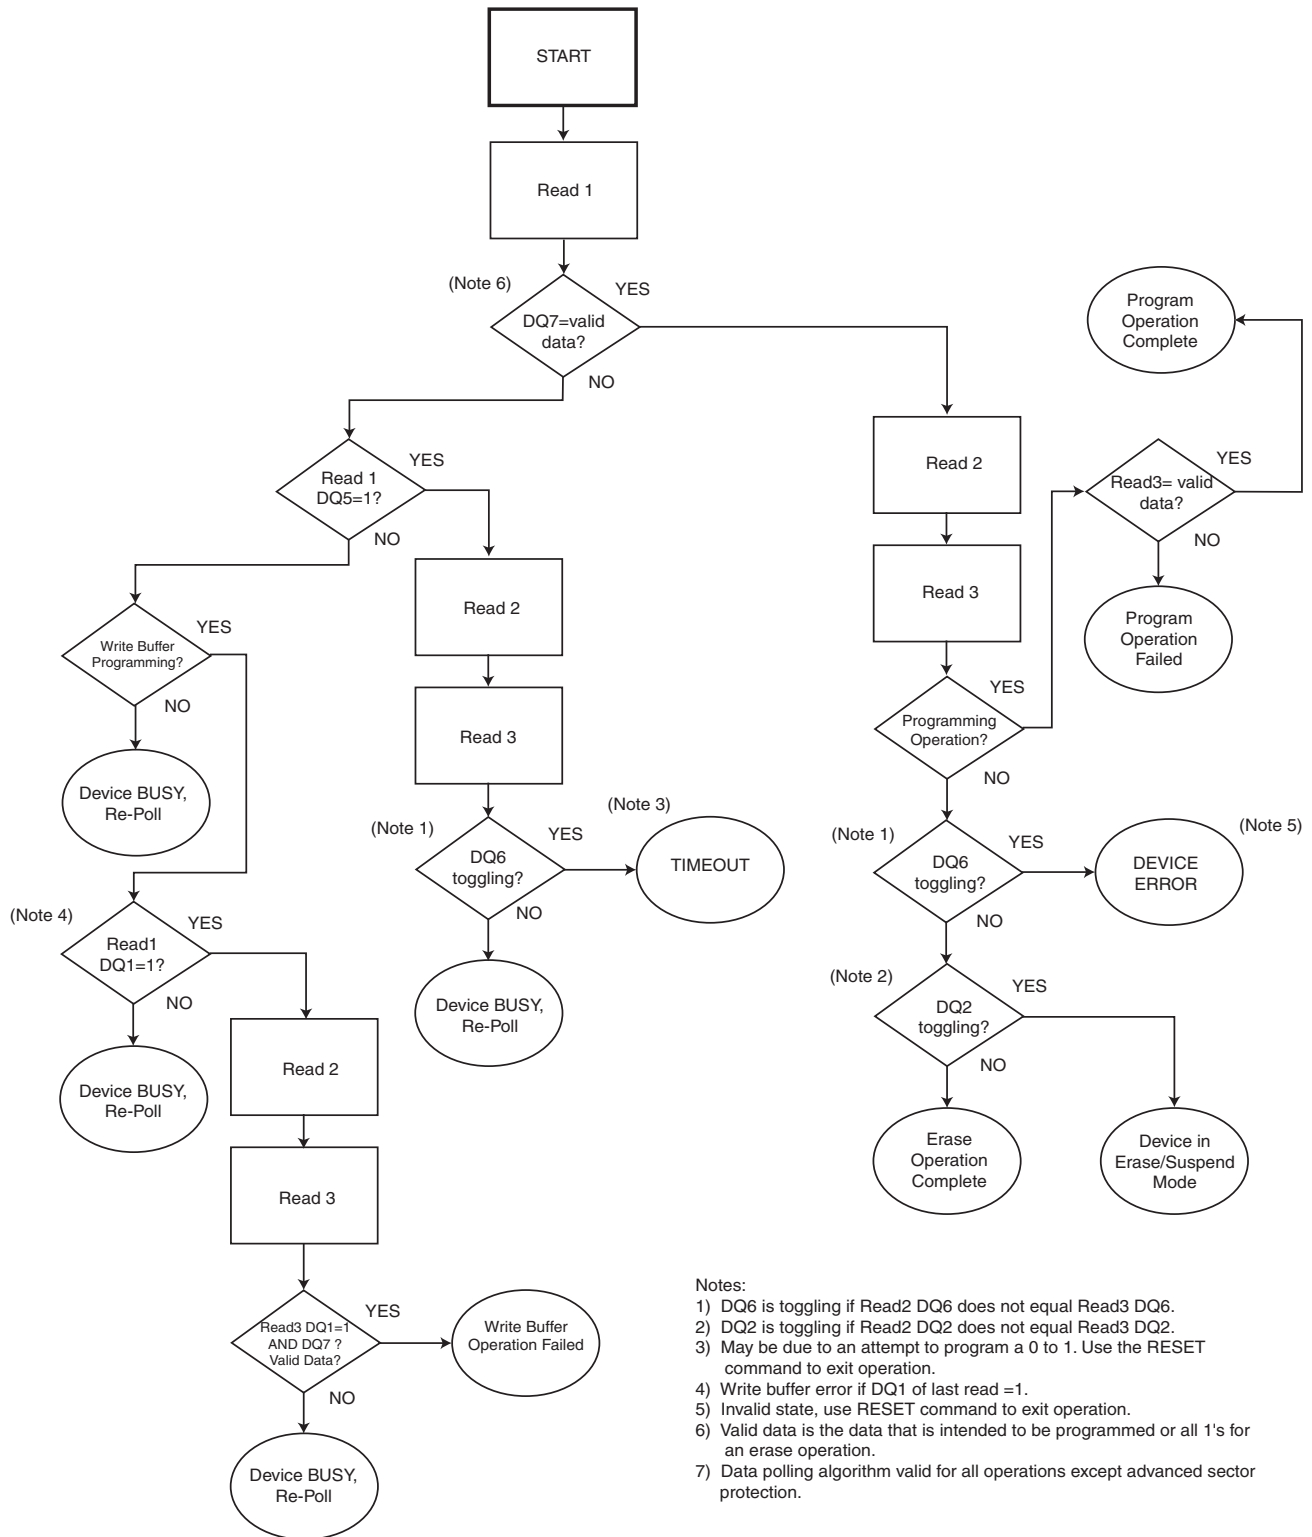 START
Read 1
(Note 6)
YES
DQ7=valid
data?
NO
Program
Operation
Complete
Read 1
DQ5=1?
YES
NO
Read 2
Read3= valid
data?
YES
NO
Read 2
Read 3
Program
Operation
Failed
Write Buffer
Programming?
YES
NO
Read 3
Programming
Operation?
YES
NO
Device BUSY,
Re-Poll
(Note 1)
DQ6
toggling?
YES
NO
(Note 3)
TIMEOUT
(Note 1)
DQ6
toggling?
YES
NO
DEVICE
ERROR
(Note 5)
(Note 4)
Read1
DQ1=1?
YES
NO
Device BUSY,
Re-Poll
(Note 2)
DQ2
toggling?
YES
NO
Device BUSY,
Re-Poll
Read 2
Erase
Operation
Complete
Device in
Erase/Suspend
Mode
Read 3
Read3 DQ1=1
AND DQ7 ?
Valid Data?
YES
NO
Write Buffer
Operation Failed
Device BUSY,
Re-Poll
Notes:
1) DQ6 is toggling if Read2 DQ6 does not equal Read3 DQ6.
2) DQ2 is toggling if Read2 DQ2 does not equal Read3 DQ2.
3) May be due to an attempt to program a 0 to 1. Use the RESET
command to exit operation.
4) Write buffer error if DQ1 of last read =1.
5) Invalid state, use RESET command to exit operation.
6) Valid data is the data that is intended to be programmed or all 1's for
an erase operation.
7) Data polling algorithm valid for all operations except advanced sector
protection.